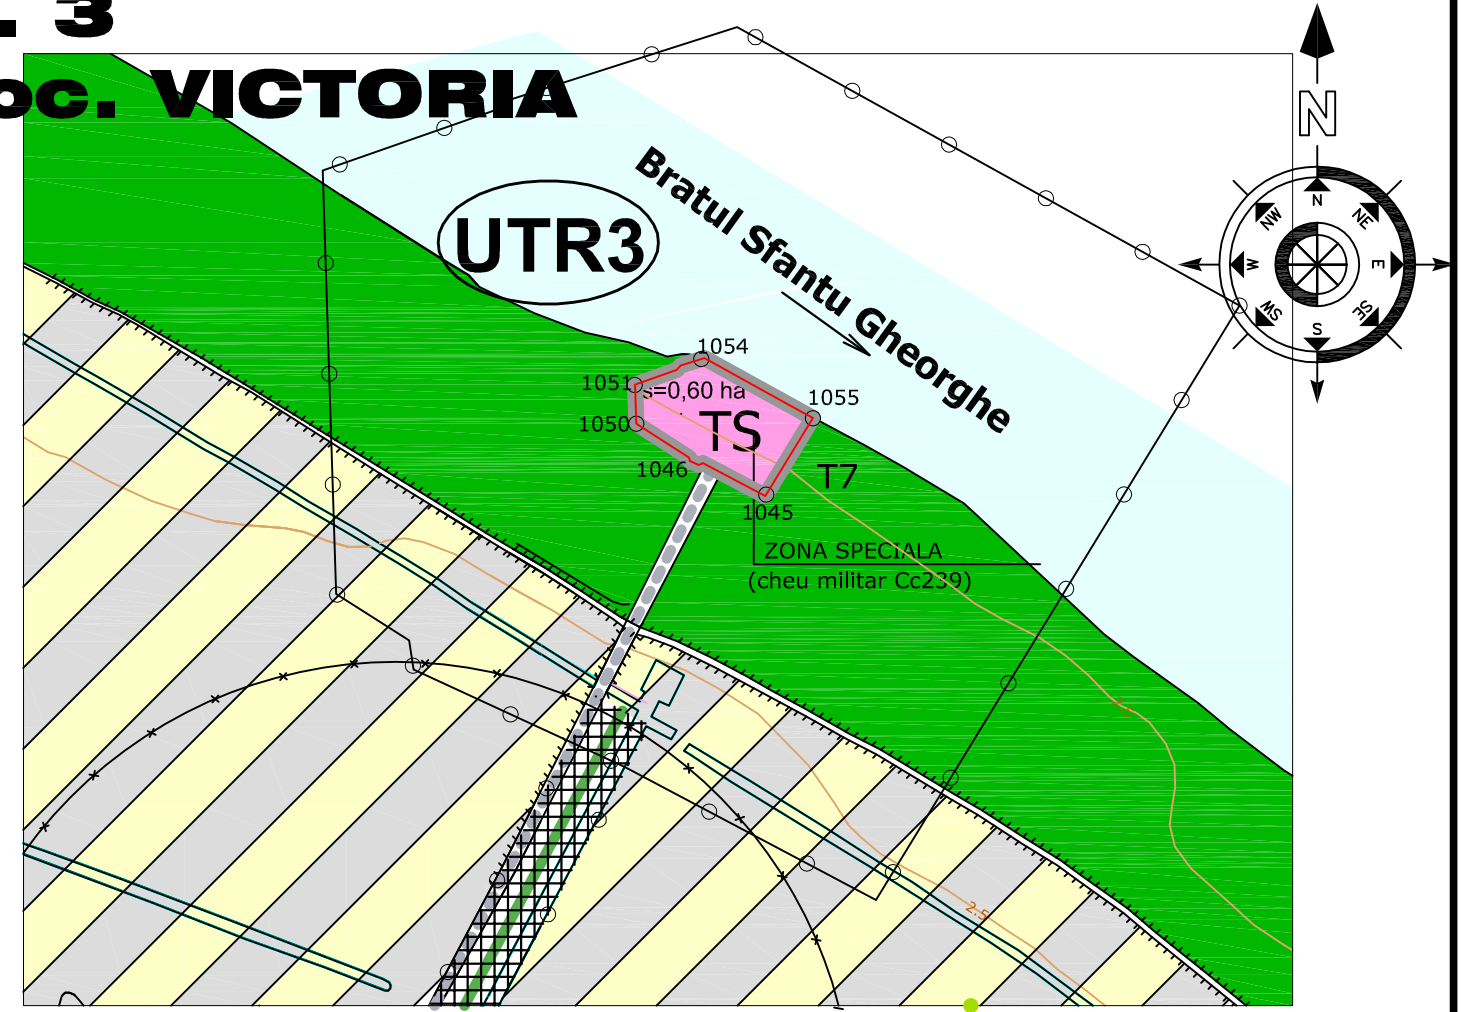 . 3
oc. VICTORIA
N
UTR3
Bratul Sfantu Gheorghe
N
NE
E
SE
S
SW
W
NW
1054
1051
s=0,60 ha
1055
1050
TS
1046
T7
1045
ZONA SPECIALA
(cheu militar Cc239)
2.5